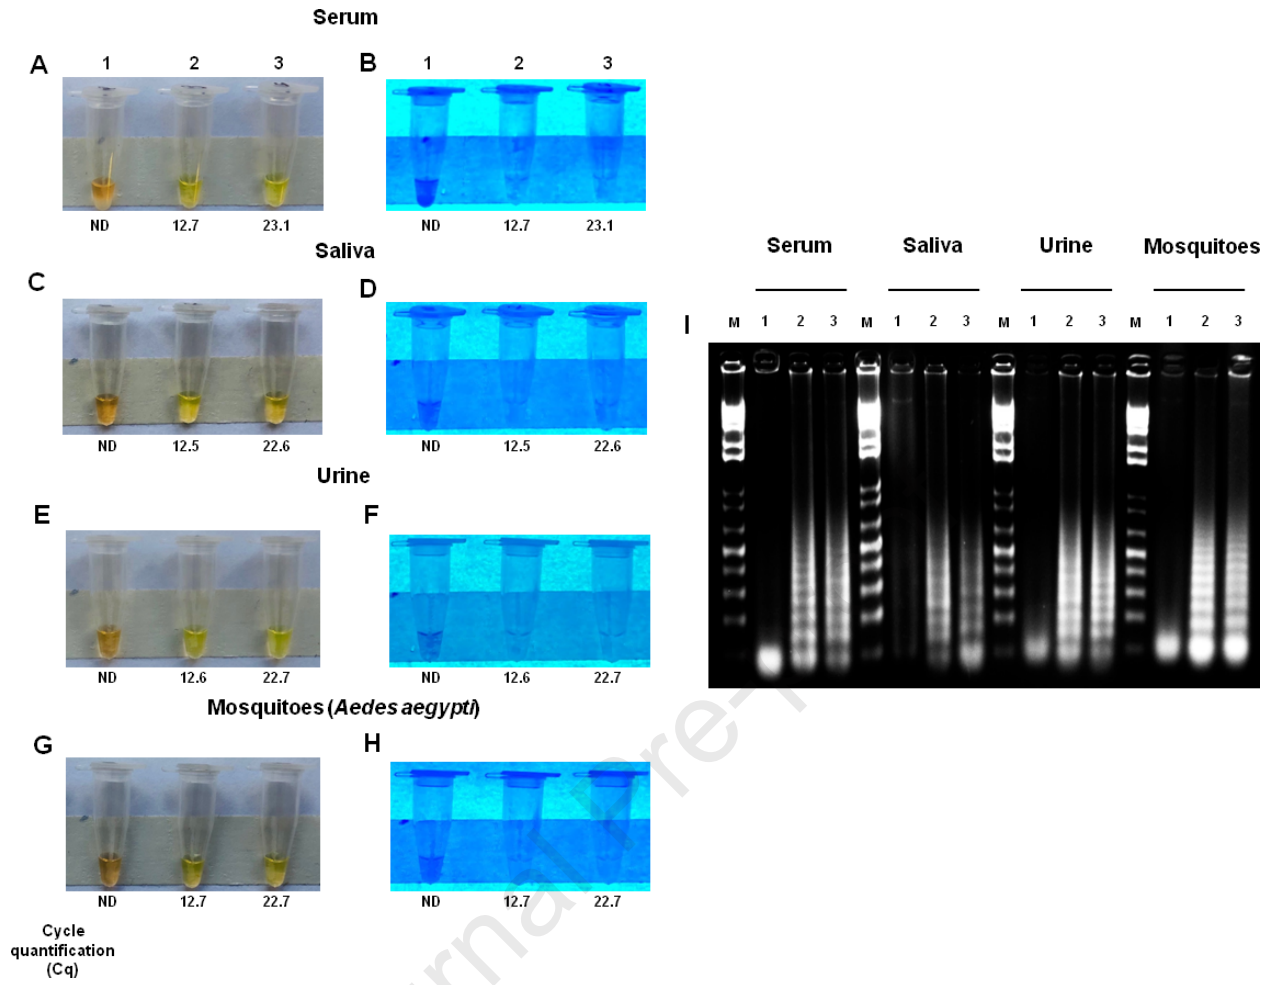 Serum
A 1 2 3 B 1 2 3
ND 12.7 23.1 ND 12.7 23.1
Saliva
C D
ND 12.5 22.6 ND 12.5 22.6
Urine
E F
ND 12.6 22.7 ND 12.6 22.7
Mosquitoes (Aedes aegypti)
G H
ND 12.7 22.7 ND 12.7 22.7
Cycle
quantification
(Cq)
Serum Saliva Urine Mosquitoes
I M 1 2 3 M 1 2 3 M 1 2 3 M 1 2 3
rnal Pre-